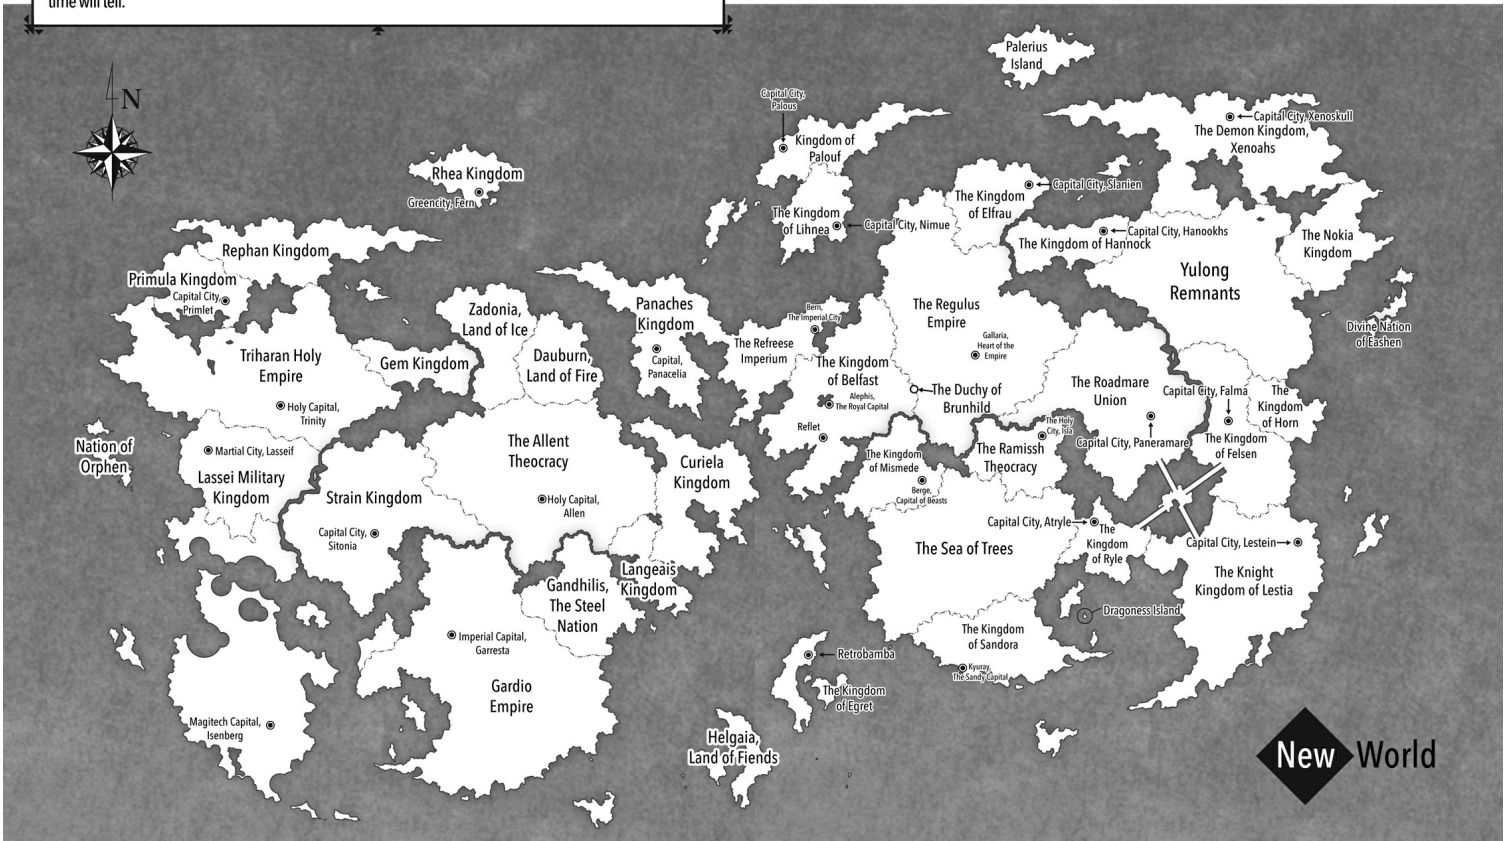 time will tell.
N
Palerius
Island
Capital City,
Palous
Kingdom of
Palouf
The Kingdom
of Lihnea
Capital City, Nimue
Capital City, Xenoskull
The Demon Kingdom,
Xenoahs
The Kingdom
of Elfrau
Capital City, Slanien
Capital City, Hanookhs
The Kingdom of Hannock
The Nokia
Kingdom
Yulong
Remnants
Divine Nation
of Eashen
Rhea Kingdom
Greencity, Fern
Rephan Kingdom
Primula Kingdom
Capital City,
Primlet
Triharan Holy
Empire
Holy Capital,
Trinity
Gem Kingdom
Zadonia,
Land of Ice
Dauburn,
Land of Fire
Panaches
Kingdom
Capital,
Panacelia
The Refreese
Imperium
Bern,
The Imperial City
The Kingdom
of Belfast
Alephis,
The Royal Capital
Reflet
The Regulus
Empire
Gallaria,
Heart of the
Empire
The Duchy of
Brunhild
The Roadmare
Union
Capital City, Paneramare
Capital City, Falma
The Kingdom
of Felsen
The
Kingdom
of Horn
Nation of
Orphen
Martial City, Lasseif
Lassei Military
Kingdom
Strain Kingdom
Capital City,
Sitonia
The Allent
Theocracy
Holy Capital,
Allen
Curiela
Kingdom
The Kingdom
of Mismede
Berge,
Capital of Beasts
The Ramissh
Theocracy
The Holy
City, Isla
The Sea of Trees
Capital City, Atryle
The
Kingdom
of Ryle
Capital City, Lestein
The Knight
Kingdom of Lestia
Dragoness Island
Langeais
Kingdom
Gandhilis,
The Steel
Nation
Imperial Capital,
Garresta
Gardio
Empire
Magitech Capital,
Isenberg
The Kingdom
of Sandora
Kyuray,
The Sandy Capital
Retrobamba
The Kingdom
of Egret
Helgaia,
Land of Fiends
New World